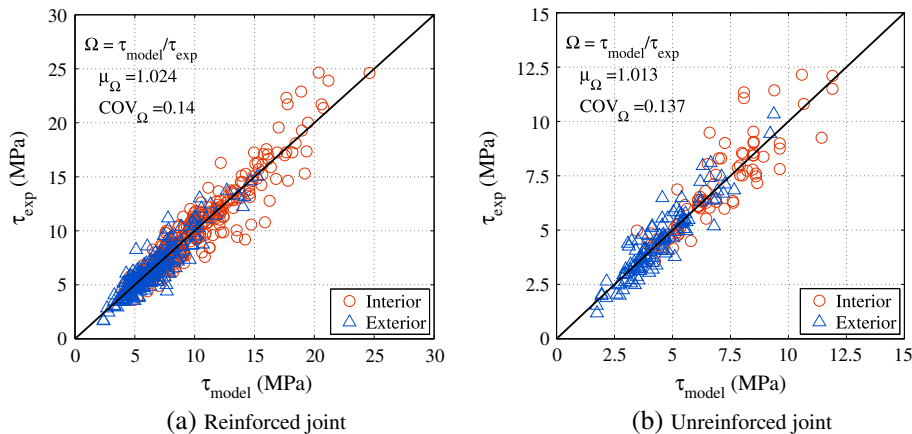 30
25
20
15
10
5
0
τexp (MPa)
Ω = τmodel/τexp
μΩ =1.024
COVΩ =0.14
Interior
Exterior
0 5 10 15 20 25 30
τmodel (MPa)
(a) Reinforced joint
15
12.5
10
7.5
5
2.5
0
τexp (MPa)
Ω = τmodel/τexp
μΩ =1.013
COVΩ =0.137
Interior
Exterior
0 2.5 5 7.5 10 12.5 15
τmodel (MPa)
(b) Unreinforced joint